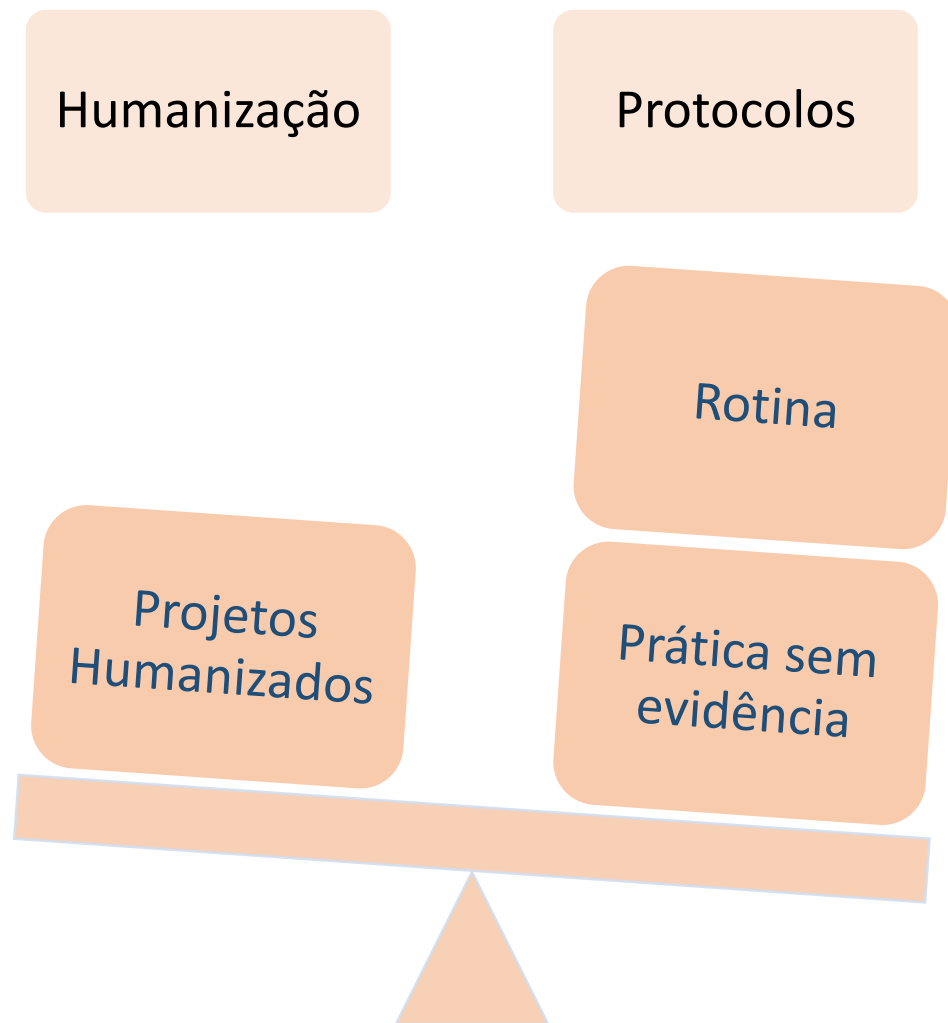 Humanização
Protocolos
Rotina
Projetos
Humanizados
Prática sem
evidência